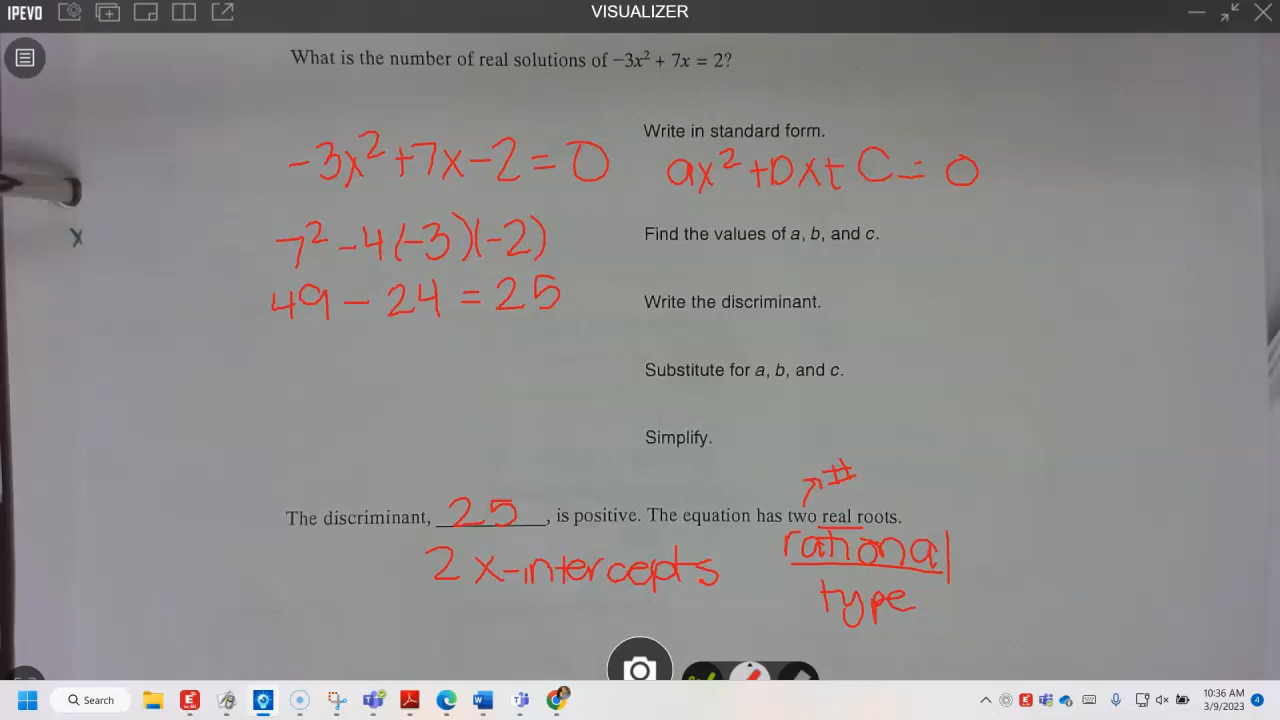 IPEVO
VISUALIZER
What is the number of real solutions of −3x² + 7x = 2?
Write in standard form.
-3x² +7x -2 = 0
ax² + bx + C = 0
7² -4(-3)(-2)
Find the values of a, b, and c.
49 - 24 = 25
Write the discriminant.
Substitute for a, b, and c.
Simplify.
#
The discriminant, 25, is positive. The equation has two real roots.
2 x-intercepts
rational
type
Search
10:36 AM
3/9/2023
4